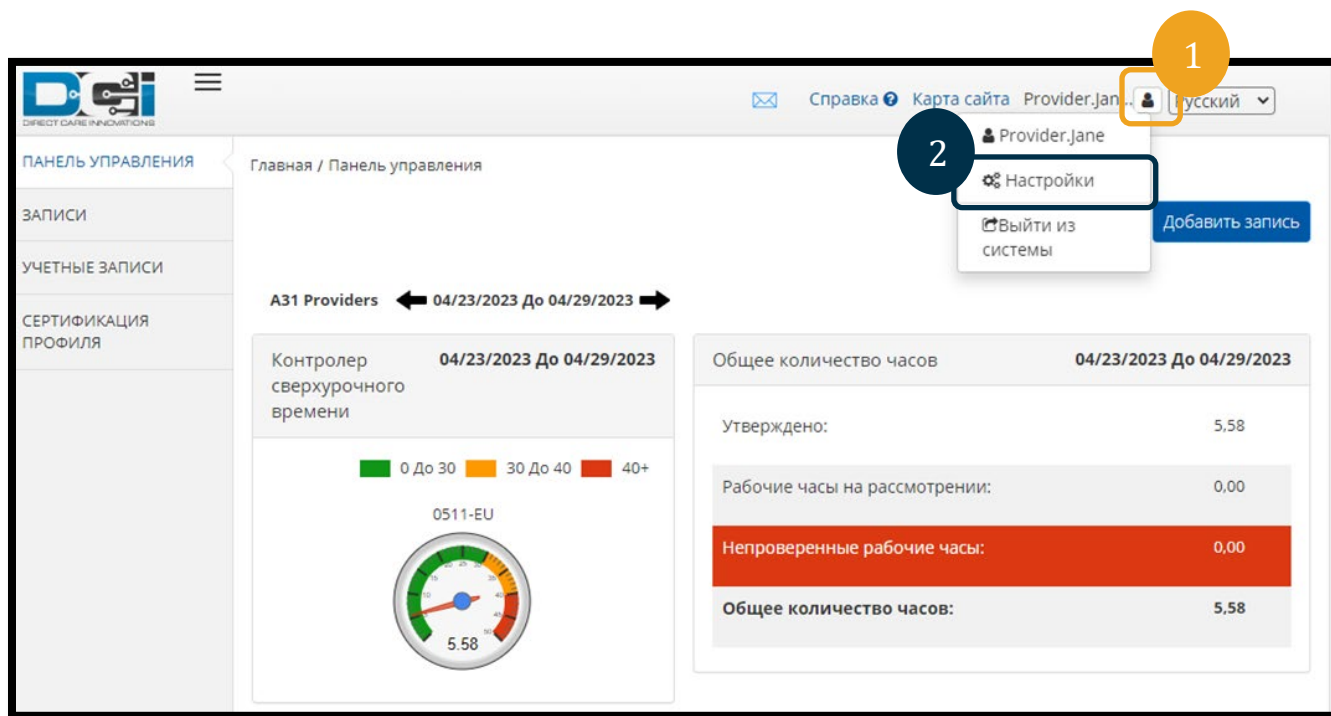 1
DCI
DIRECT CARE INNOVATIONS
Справка Карта сайта Provider.Jan.. Русский
Provider.Jane
2
Настройки
Выйти из
системы
ПАНЕЛЬ УПРАВЛЕНИЯ
ЗАПИСИ
УЧЕТНЫЕ ЗАПИСИ
СЕРТИФИКАЦИЯ
ПРОФИЛЯ
Главная / Панель управления
Добавить запись
A31 Providers 04/23/2023 До 04/29/2023
Контролер
сверхурочного
времени
04/23/2023 До 04/29/2023
0 До 30 30 До 40 40+
0511-EU
5.58
Общее количество часов 04/23/2023 До 04/29/2023
Утверждено: 5,58
Рабочие часы на рассмотрении: 0,00
Непроверенные рабочие часы: 0,00
Общее количество часов: 5,58